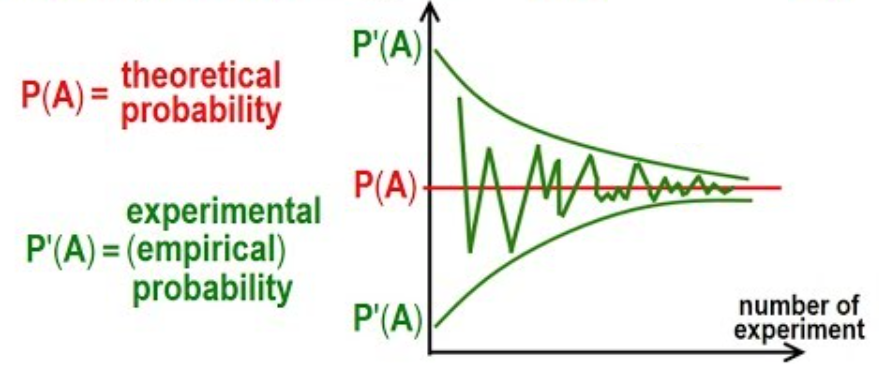 P(A) = theoretical
probability
P'(A) = experimental
(empirical)
probability
P'(A)
P(A)
P'(A)
number of
experiment